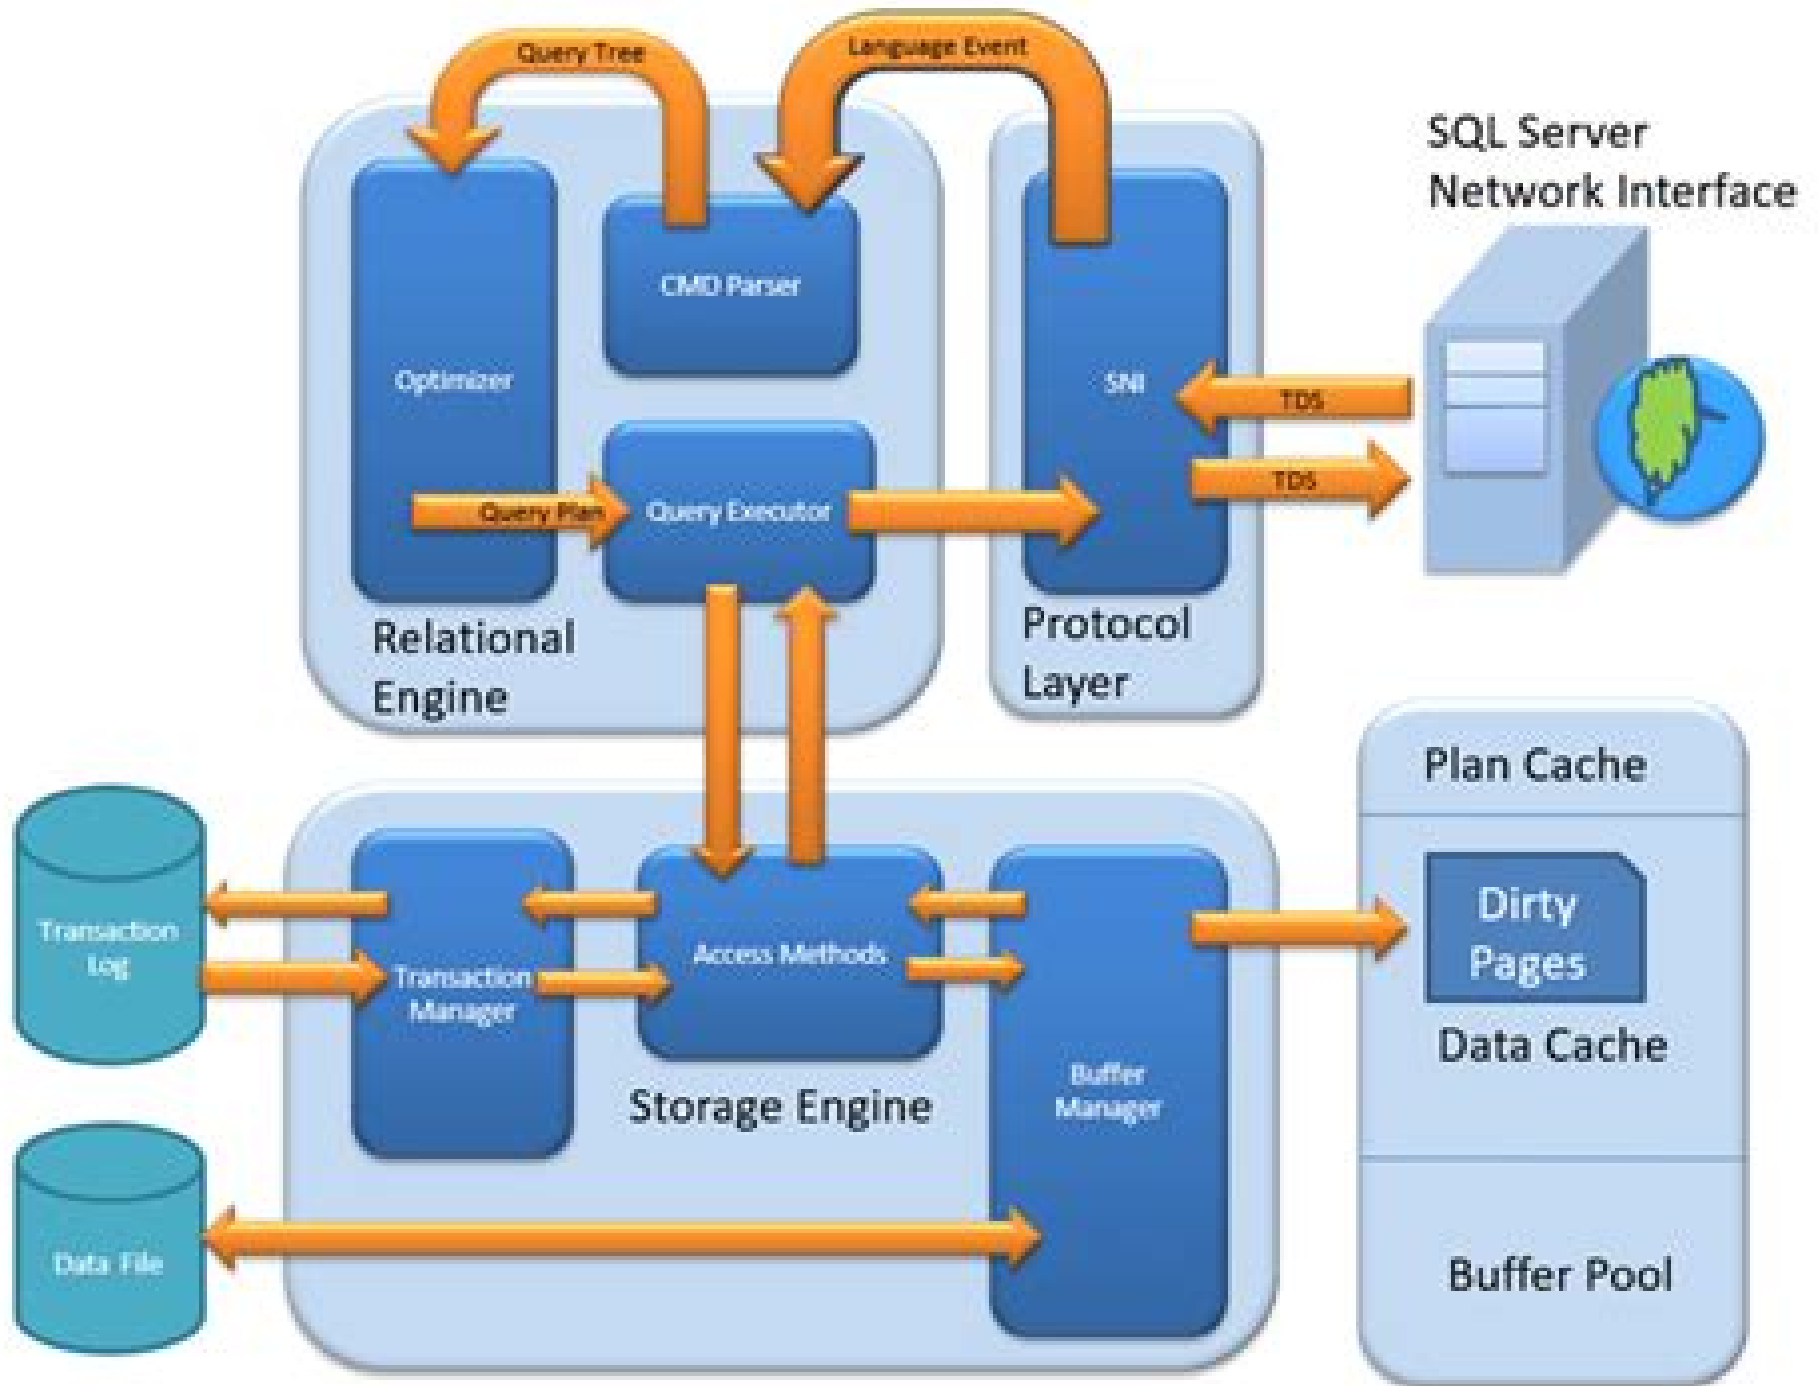 Query Tree
Language Event
SQL Server
Network Interface
CMD Parser
Optimizer
SNI
TDS
TDS
Query Plan
Query Executor
Relational
Engine
Protocol
Layer
Plan Cache
Dirty
Pages
Data Cache
Buffer Pool
Transaction
Log
Transaction
Manager
Access Methods
Buffer
Manager
Storage Engine
Data File